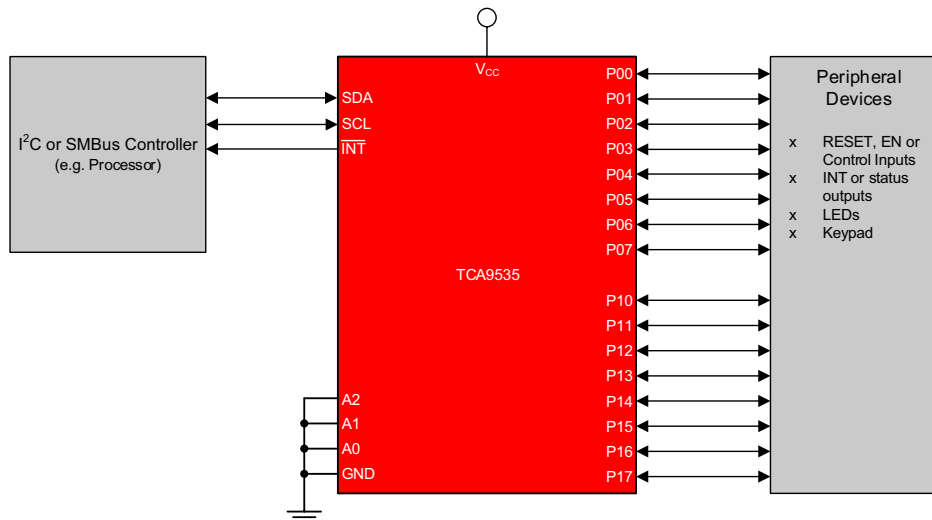 I²C or SMBus Controller
(e.g. Processor)
V_CC
SDA
SCL
I̅N̅T̅
TCA9535
A2
A1
A0
GND
P00
P01
P02
P03
P04
P05
P06
P07
P10
P11
P12
P13
P14
P15
P16
P17
Peripheral
Devices
x RESET, EN or
Control Inputs
x INT or status
outputs
x LEDs
x Keypad